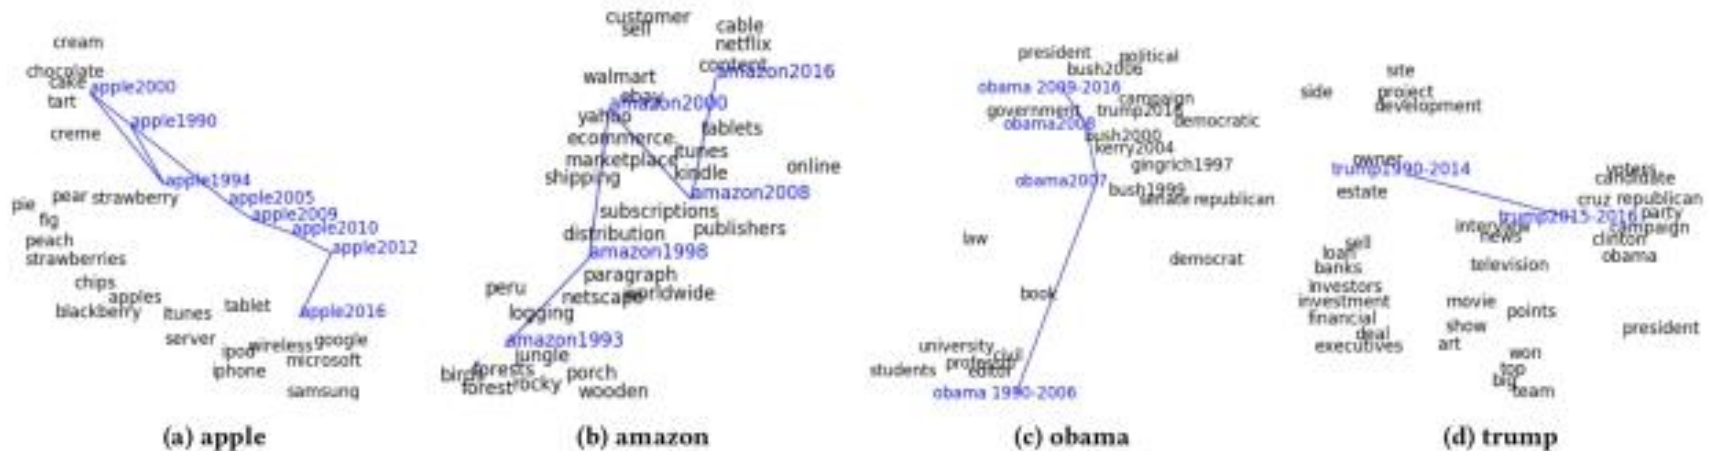 cream
chocolate
cake
apple2000
tart
apple1990
creme
apple1994
pear strawberry
apple2005
pie
fig
apple2009
apple2010
peach
apple2012
strawberries
chips
apples
blackberry
itunes
tablet
apple2016
server
ipod
wireless
google
microsoft
iphone
samsung
(a) apple
customer
sell
cable
netflix
content
amazon2016
walmart
ebay
amazon2000
yahoo
tablets
ecommerce
itunes
marketplace
online
kindle
shipping
amazon2008
subscriptions
publishers
distribution
amazon1998
paragraph
peru
netscape
worldwide
logging
amazon1993
jungle
birds
forests
porch
forest
rocky
wooden
(b) amazon
president
political
bush2006
obama 2009-2016
campaign
government
trump2016
democratic
obama2008
bush2000
kerry2004
gingrich1997
obama2007
bush1999
senate
republican
law
democrat
book
university
civil
professor
students
editor
obama 1990-2006
(c) obama
site
side
project
development
owner
trump1990-2014
voters
candidate
estate
cruz
republican
trump2015-2016
party
interview
campaign
news
clinton
sell
loan
obama
banks
television
investors
investment
movie
points
financial
show
president
deal
executives
art
won
top
big
team
(d) trump